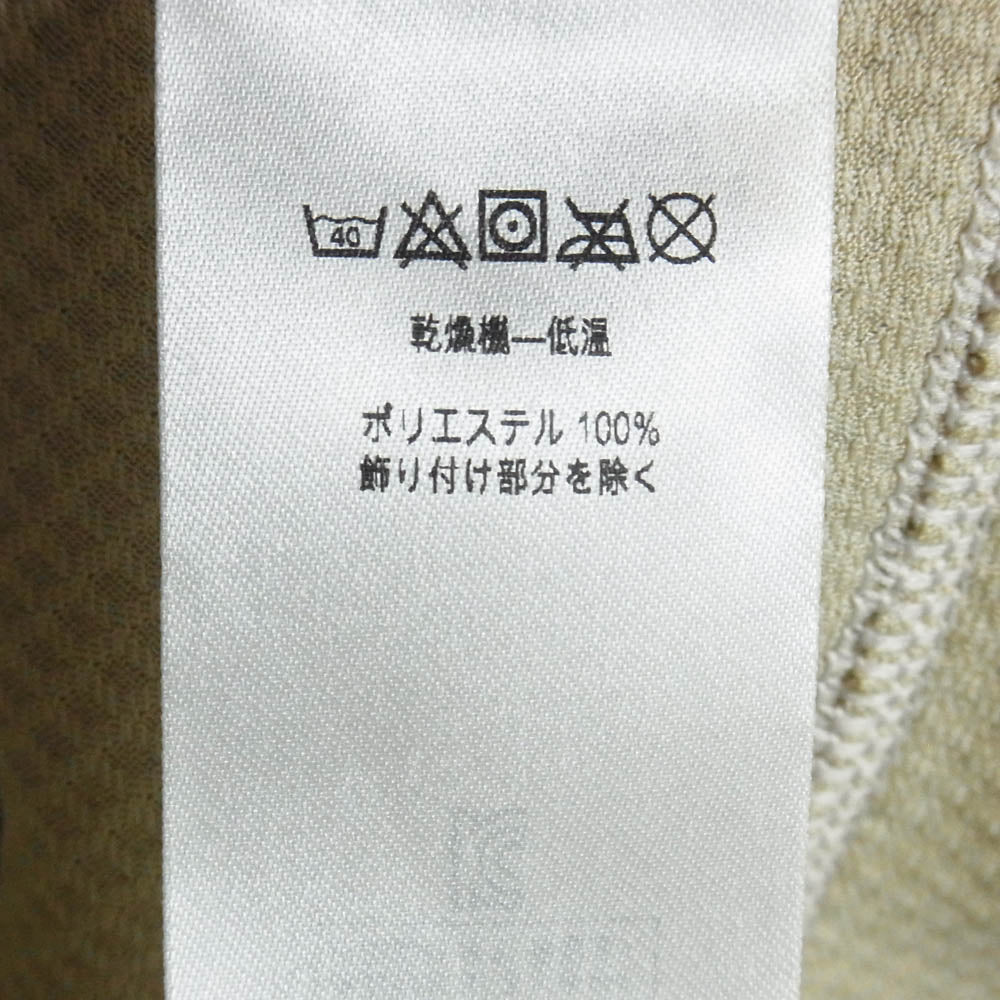 40
乾燥機—低温
ポリエステル 100%
飾り付け部分を除く